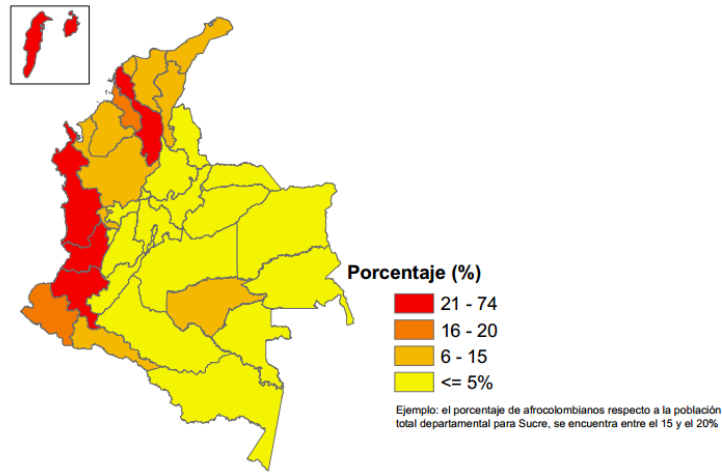 Porcentaje (%)
21 - 74
16 - 20
6 - 15
<= 5%
Ejemplo: el porcentaje de afrocolombianos respecto a la población
total departamental para Sucre, se encuentra entre el 15 y el 20%